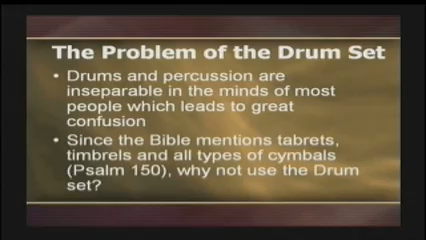 The Problem of the Drum Set
• Drums and percussion are
inseparable in the minds of most
people which leads to great
confusion
• Since the Bible mentions tabrets,
timbrels and all types of cymbals
(Psalm 150), why not use the Drum
set?